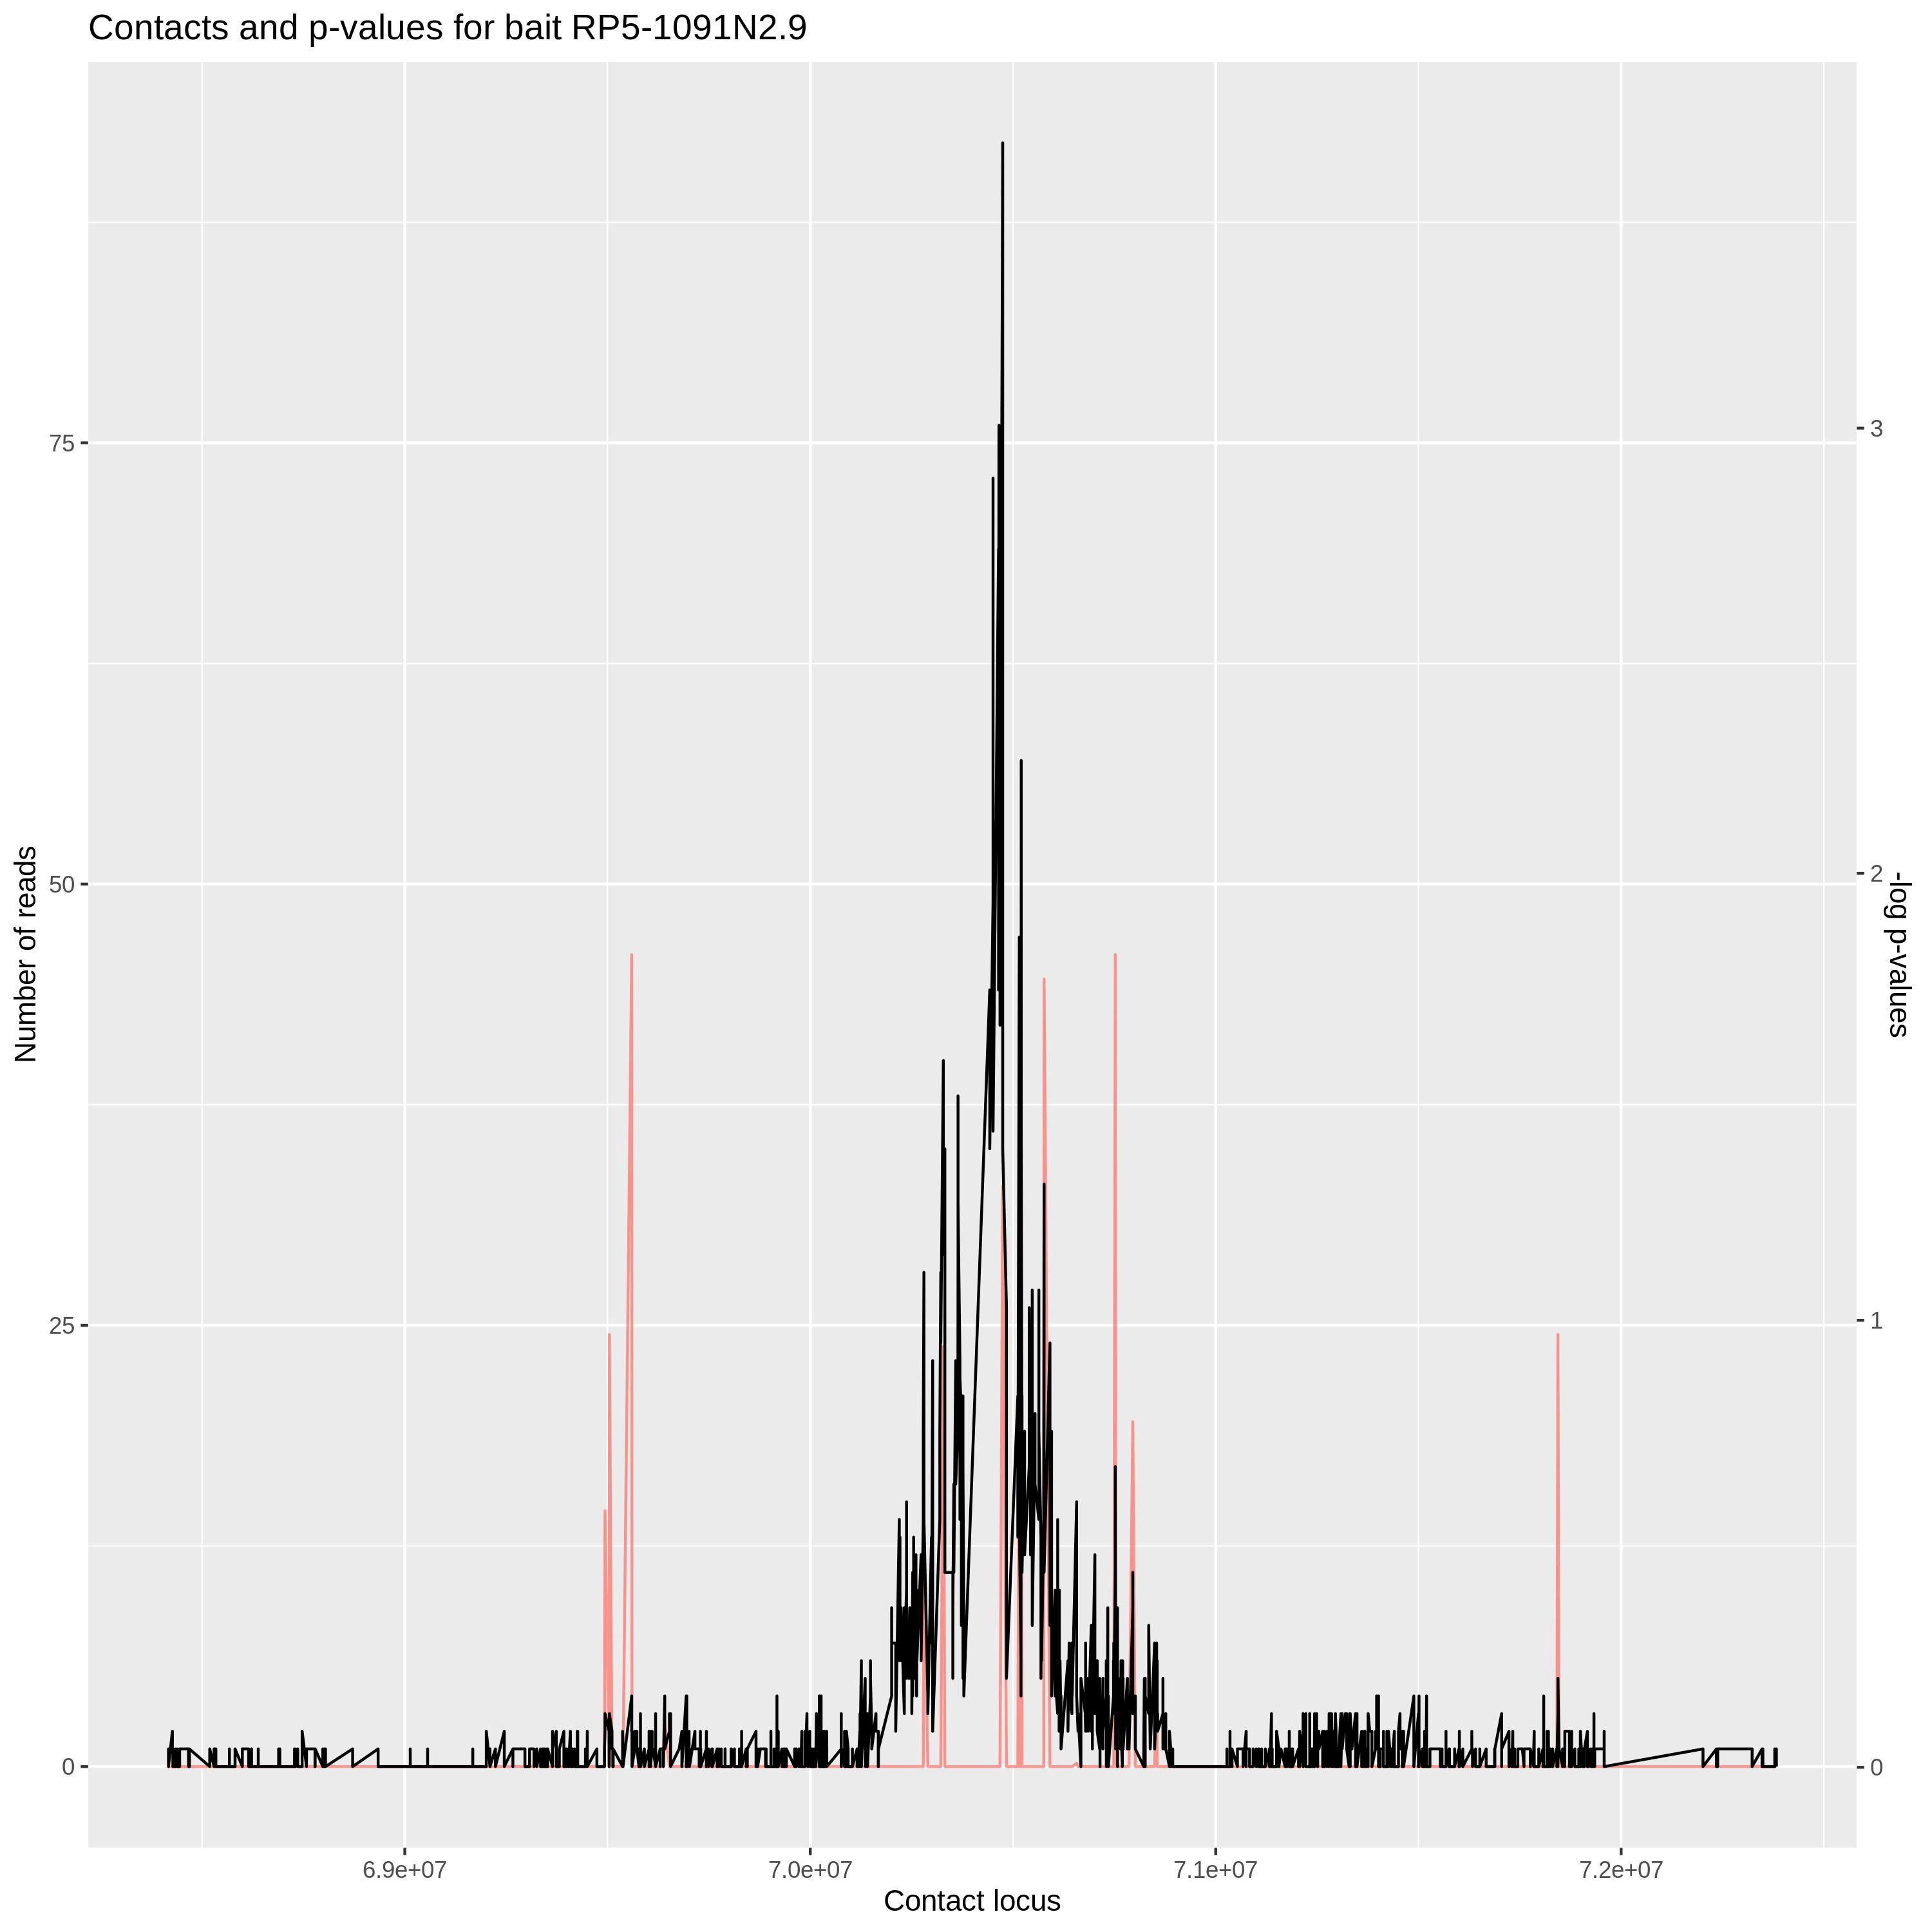 Contacts and p-values for bait RP5-1091N2.9
Number of reads
75
50
25
0
3
2
1
0
-log p-values
6.9e+07
7.0e+07
7.1e+07
7.2e+07
Contact locus